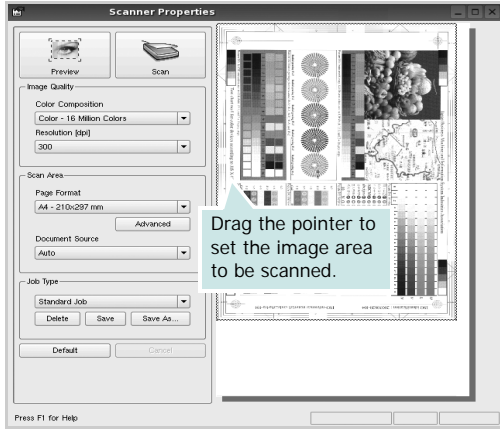 Scanner Properties
Preview
Scan
Image Quality
Color Composition
Color - 16 Million Colors
Resolution [dpi]
300
Scan Area
Page Format
A4 - 210x297 mm
Advanced
Document Source
Auto
Job Type
Standard Job
Delete
Save
Save As...
Default
Cancel
Drag the pointer to
set the image area
to be scanned.
Press F1 for Help